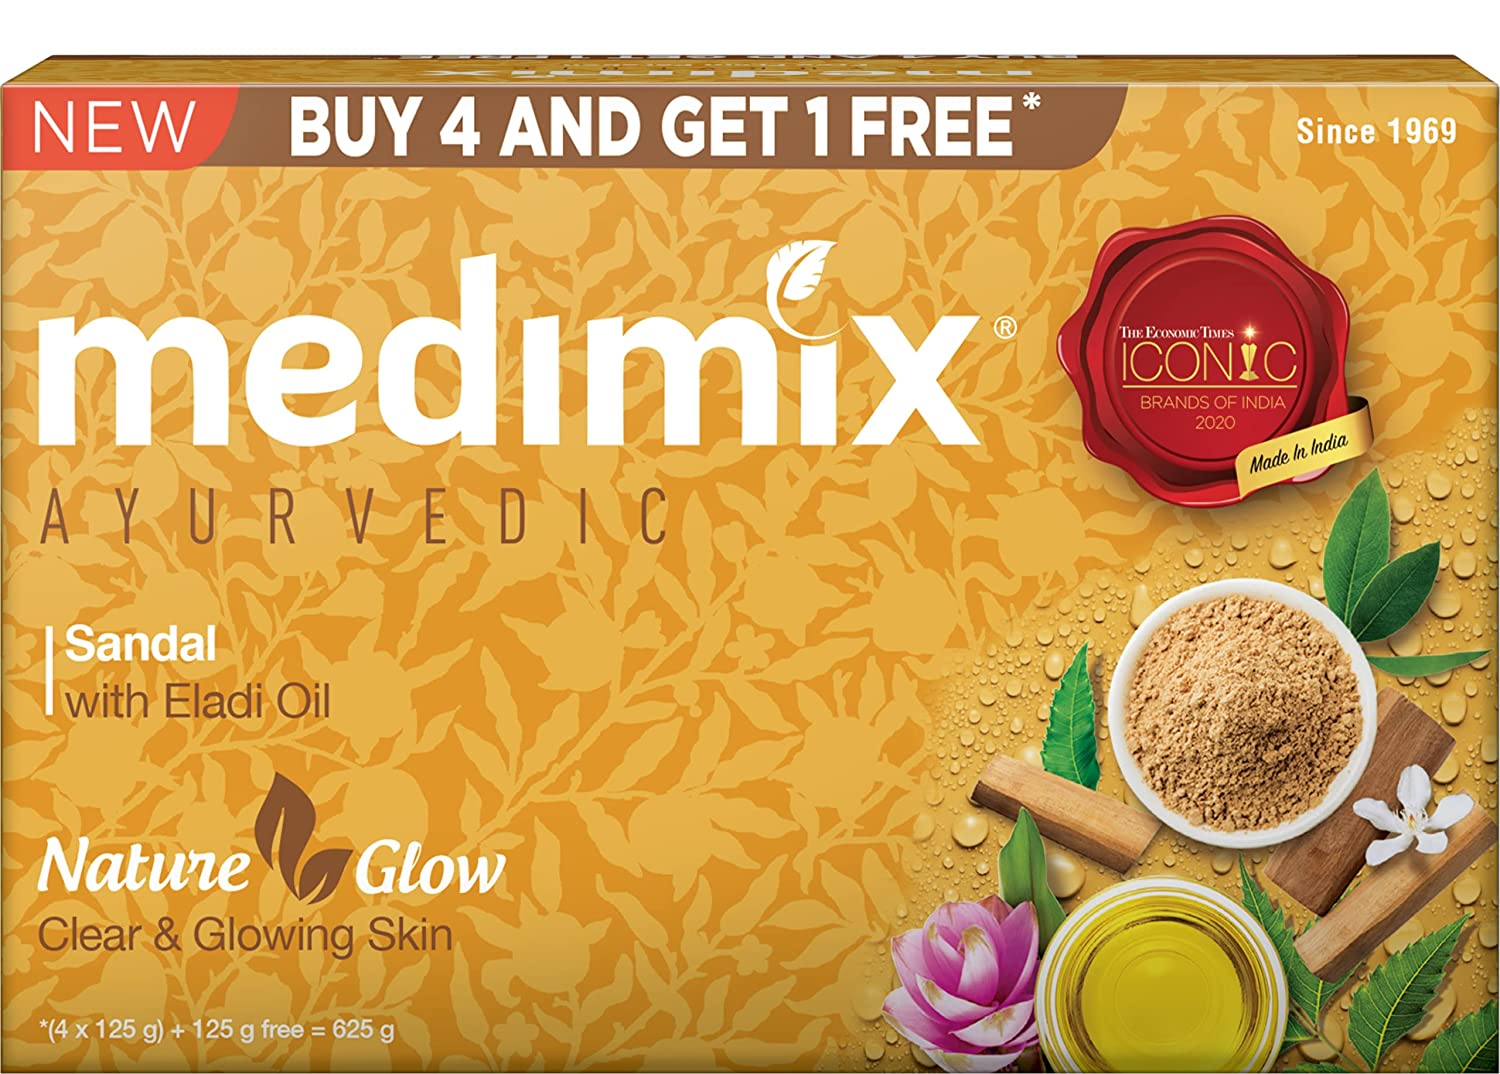 NEW
BUY 4 AND GET 1 FREE*
Since 1969
medimix®
AYURVEDIC
THE ECONOMIC TIMES
ICONIC
BRANDS OF INDIA
2020
Made In India
Sandal
with Eladi Oil
Nature Glow
Clear & Glowing Skin
*(4 x 125 g) + 125 g free = 625 g